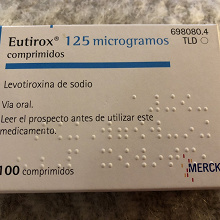 698080.4
Eutirox® 125 microgramos
TLD
comprimidos
Levotiroxina de sodio
Vía oral.
Leer el prospecto antes de utilizar este
medicamento.
100 comprimidos
MERCK